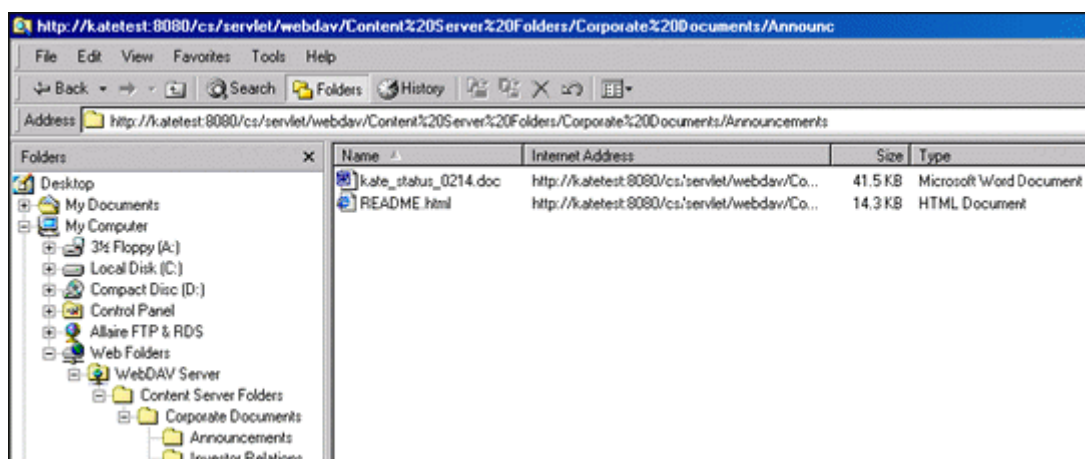 http://katetest:8080/cs/servlet/webdav/Content%20Server%20Folders/Corporate%20Documents/Announc
File Edit View Favorites Tools Help
Back Search Folders History
Address http://katetest:8080/cs/servlet/webdav/Content%20Server%20Folders/Corporate%20Documents/Announcements
Folders × Name Internet Address Size Type
Desktop kate_status_0214.doc http://katetest:8080/cs/servlet/webdav/Co... 41.5 KB Microsoft Word Document
My Documents README.html http://katetest:8080/cs/servlet/webdav/Co... 14.3 KB HTML Document
My Computer
3½ Floppy (A:)
Local Disk (C:)
Compact Disc (D:)
Control Panel
Allaire FTP & RDS
Web Folders
WebDAV Server
Content Server Folders
Corporate Documents
Announcements
Investor Relations